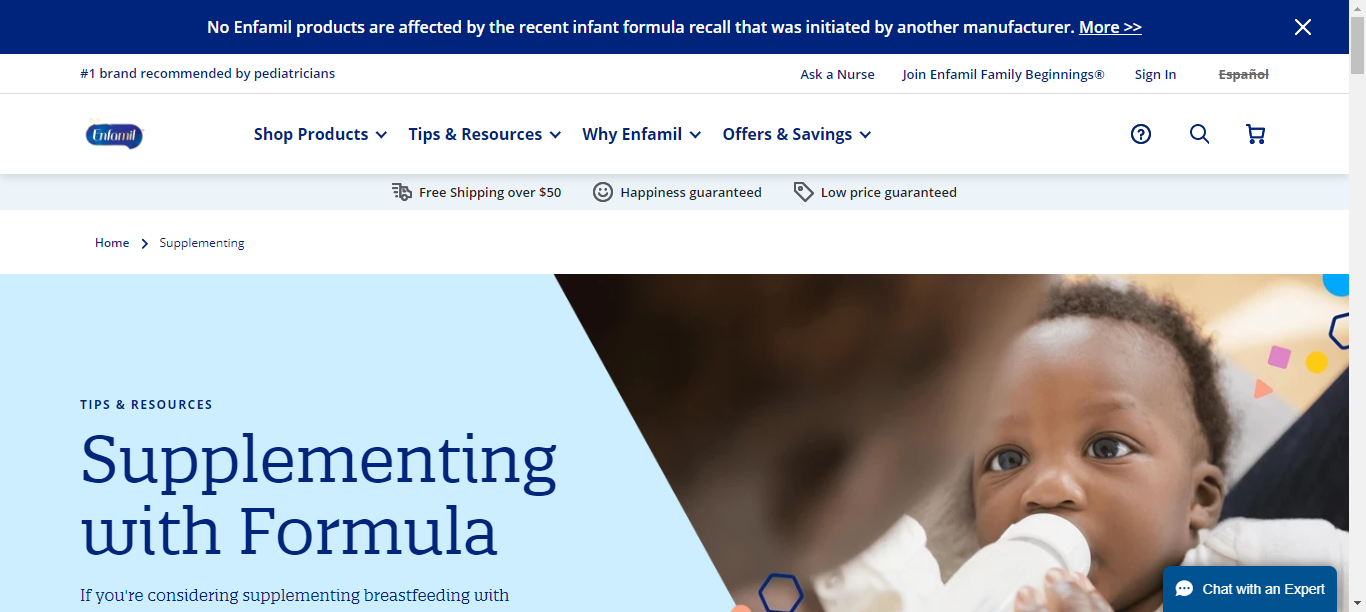 No Enfamil products are affected by the recent infant formula recall that was initiated by another manufacturer. More >>
#1 brand recommended by pediatricians
Ask a Nurse Join Enfamil Family Beginnings® Sign In Español
Enfamil
Shop Products Tips & Resources Why Enfamil Offers & Savings
Free Shipping over $50 Happiness guaranteed Low price guaranteed
Home > Supplementing
TIPS & RESOURCES
Supplementing
with Formula
If you're considering supplementing breastfeeding with
Chat with an Expert